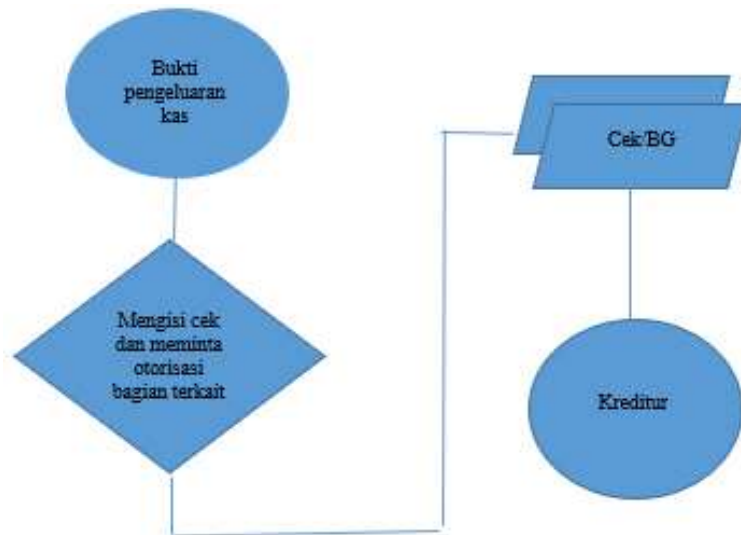 Bukti
pengeluaran
kas
Mengisi cek
dan meminta
otorisasi
bagian terkait
Cek/BG
Kreditur